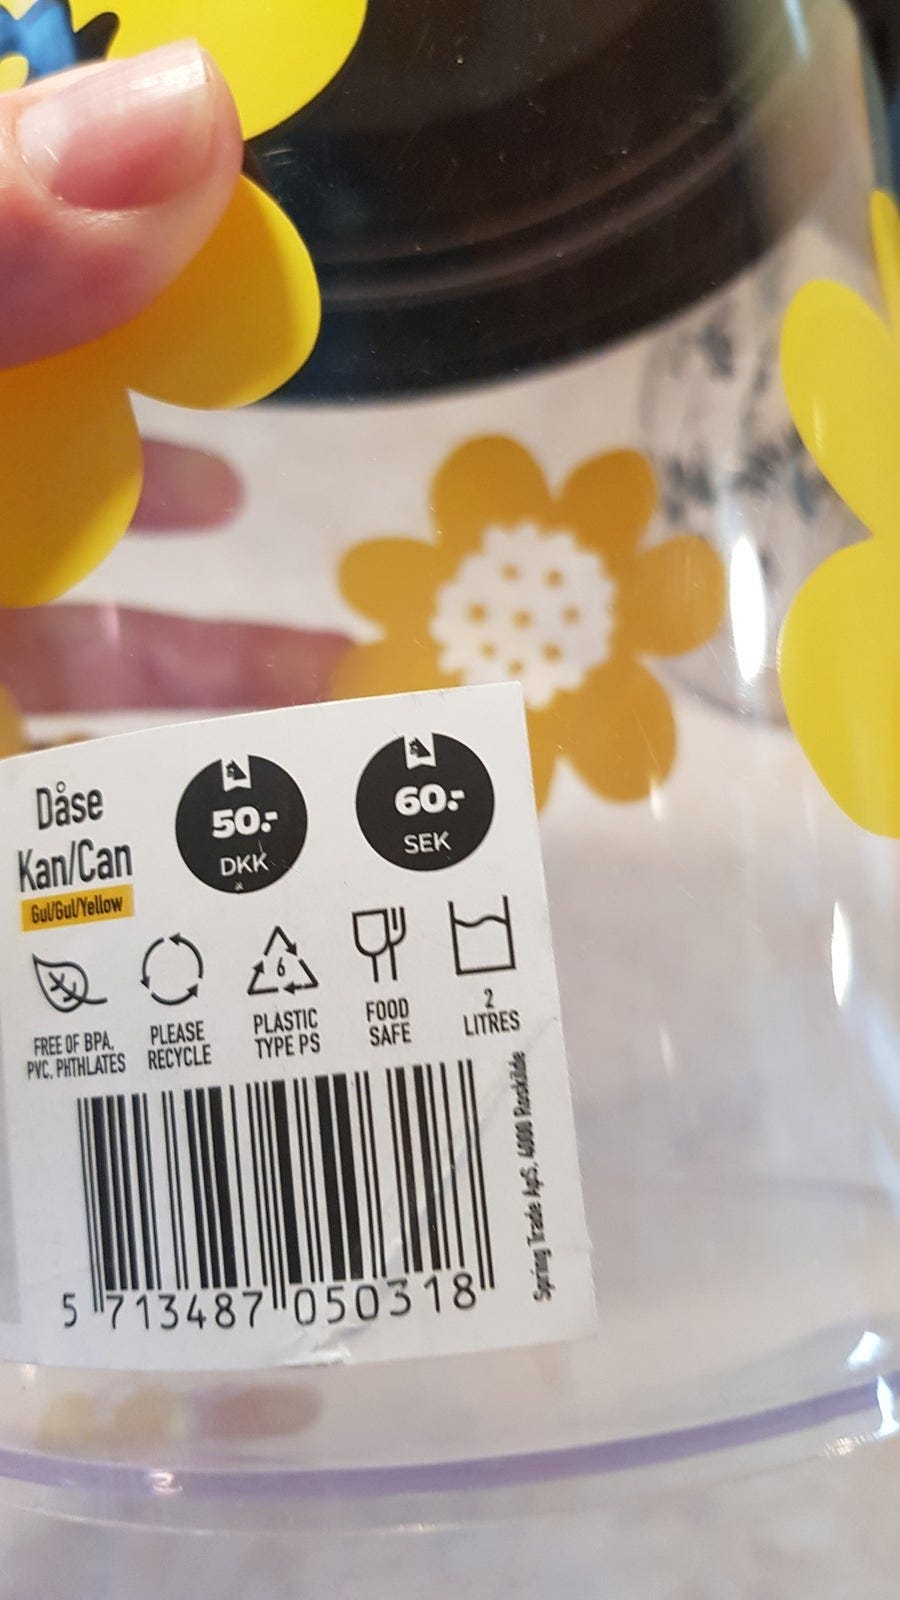 Dåse
Kan/Can
Gul/Gul/Yellow
50.-
DKK
60.-
SEK
FREE OF BPA,
PVC, PHTHLATES
PLEASE
RECYCLE
6
PLASTIC
TYPE PS
FOOD
SAFE
2
LITRES
5 713487 050318
Spring Trade ApS, 4000 Roskilde